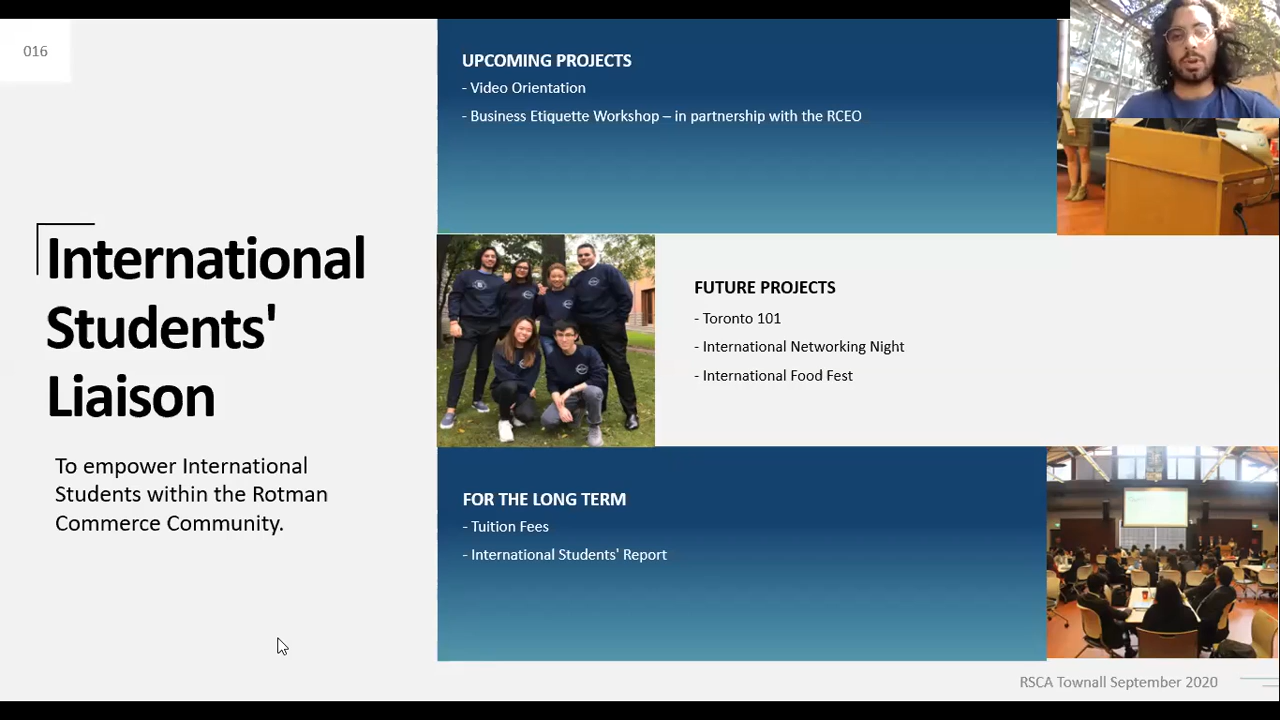 016
International
Students'
Liaison
To empower International
Students within the Rotman
Commerce Community.
UPCOMING PROJECTS
- Video Orientation
- Business Etiquette Workshop – in partnership with the RCEO
FUTURE PROJECTS
- Toronto 101
- International Networking Night
- International Food Fest
FOR THE LONG TERM
- Tuition Fees
- International Students' Report
RSCA Townall September 2020